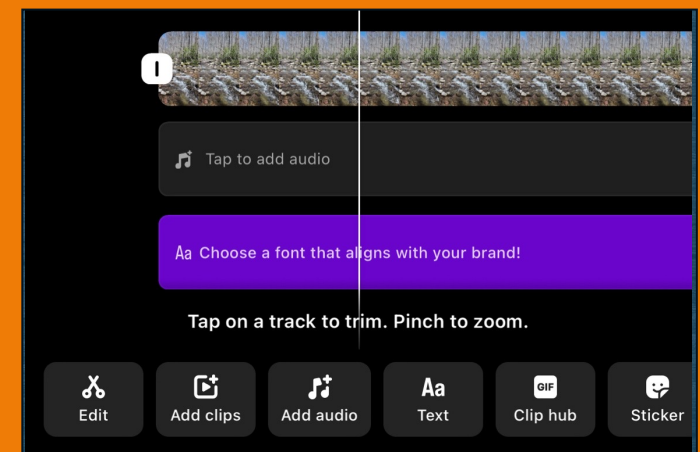 Tap to add audio
Aa Choose a font that aligns with your brand!
Tap on a track to trim. Pinch to zoom.
Edit
Add clips
Add audio
Aa
Text
GIF
Clip hub
Sticker